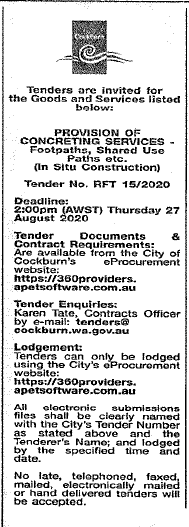 Cockburn
Tenders are invited for
the Goods and Services listed
below:
PROVISION OF
CONCRETING SERVICES -
Footpaths, Shared Use
Paths etc.
(In Situ Construction)
Tender No. RFT 15/2020
Deadline:
2:00pm (AWST) Thursday 27
August 2020
Tender Documents &
Contract Requirements:
Are available from the City of
Cockburn's eProcurement
website:
https://360providers.
apetsoftware.com.au
Tender Enquiries:
Karen Tate, Contracts Officer
by e-mail: tenders@
cockburn.wa.gov.au
Lodgement:
Tenders can only be lodged
using the City's eProcurement
website:
https://360providers.
apetsoftware.com.au
All electronic submissions
files shall be clearly named
with the City's Tender Number
as stated above and the
Tenderer's Name; and lodged
by the specified time and
date.
No late, telephoned, faxed,
mailed, electronically mailed
or hand delivered tenders will
be accepted.